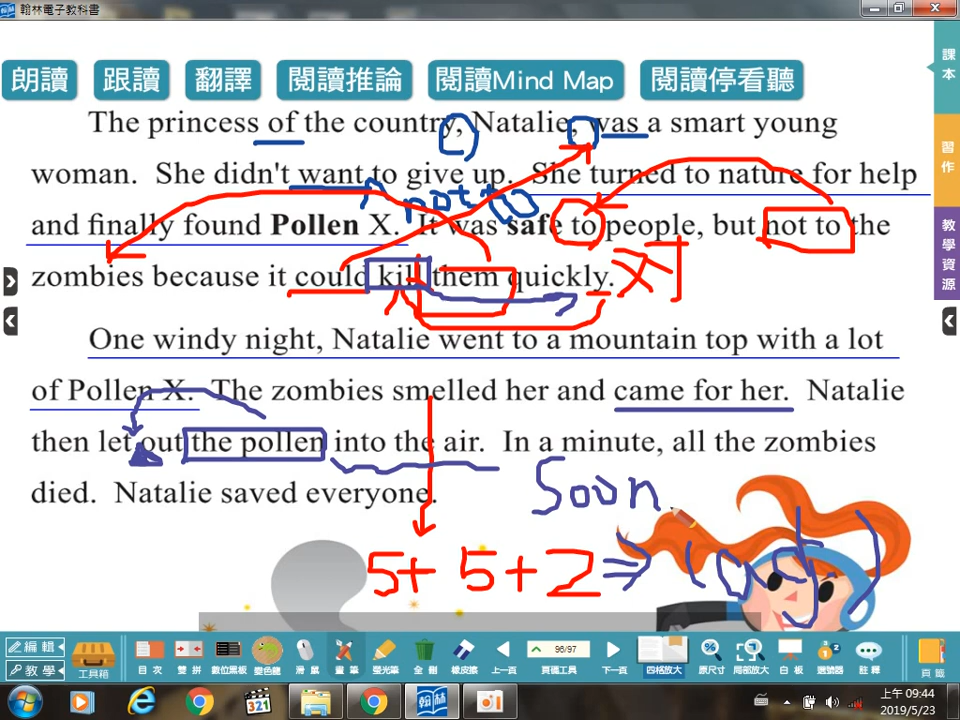 翰林電子教科書
朗讀 跟讀 翻譯 閱讀推論 閱讀Mind Map 閱讀停看聽
課本
習作
教學資源
The princess of the country, Natalie, was a smart young
woman. She didn't want to give up. She turned to nature for help
not to
and finally found Pollen X. It was safe to people, but not to the
zombies because it could kill them quickly.
One windy night, Natalie went to a mountain top with a lot
of Pollen X. The zombies smelled her and came for her. Natalie
then let out the pollen into the air. In a minute, all the zombies
died. Natalie saved everyone.
Soon
5+ 5+2
編輯
教學
工具箱 目次 雙拼 數位黑板 變色龍 滑鼠 畫筆 螢光筆 全刪 橡皮擦 上一頁 頁碼工具 下一頁 四格放大 原尺寸 局部放大 白板 選號器 註釋 頁籤
96/97
321
上午 09:44
2019/5/23